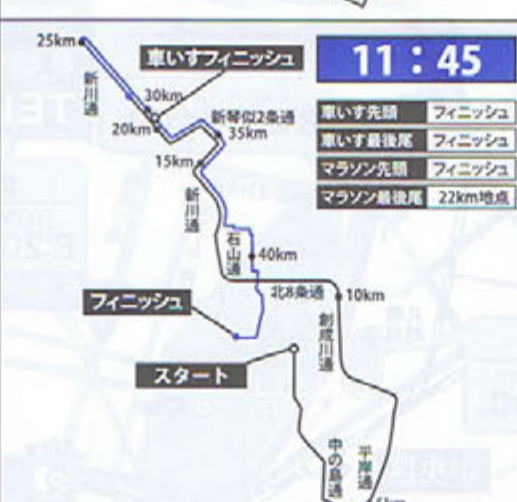 25km
車いすフィニッシュ
11：45
新川通
30km
20km
新琴似2条通
35km
車いす先頭 フィニッシュ
車いす最後尾 フィニッシュ
マラソン先頭 フィニッシュ
マラソン最後尾 22km地点
15km
新川通
石山通
40km
北8条通
10km
フィニッシュ
創成川通
スタート
中の島通
平岸通